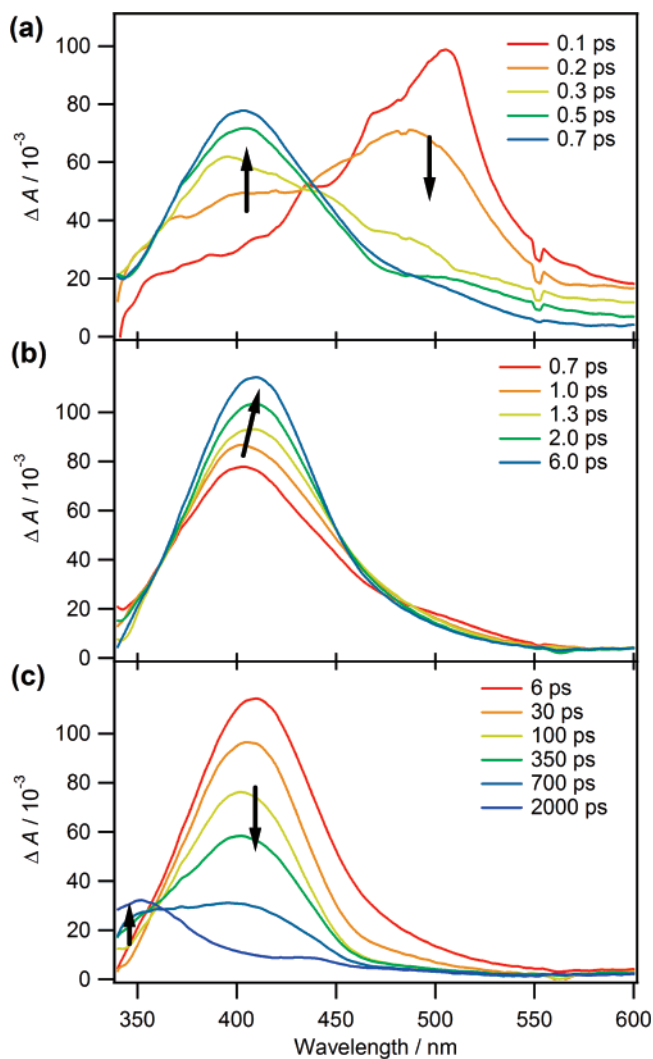 (a)
Δ A / 10⁻³
100
80
60
40
20
0
0.1 ps
0.2 ps
0.3 ps
0.5 ps
0.7 ps
(b)
Δ A / 10⁻³
100
80
60
40
20
0
0.7 ps
1.0 ps
1.3 ps
2.0 ps
6.0 ps
(c)
Δ A / 10⁻³
100
80
60
40
20
0
6 ps
30 ps
100 ps
350 ps
700 ps
2000 ps
350 400 450 500 550 600
Wavelength / nm